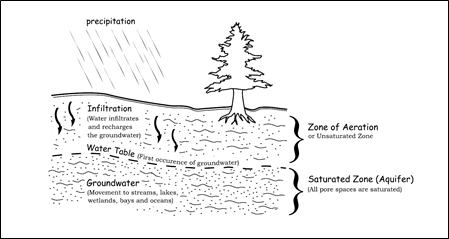 precipitation
Infiltration
(Water infiltrates
and recharges
the groundwater)
Zone of Aeration
or Unsaturated Zone
Water Table (First occurence of groundwater)
Groundwater
(Movement to streams, lakes,
wetlands, bays and oceans)
Saturated Zone (Aquifer)
(All pore spaces are saturated)